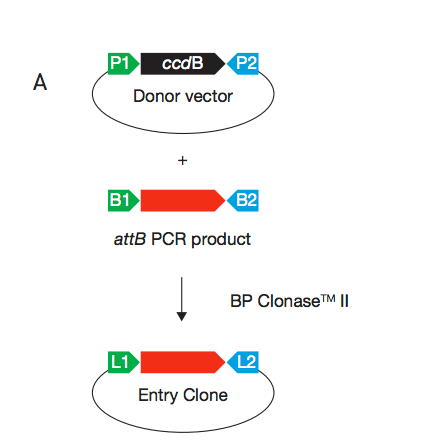 A
P1 ccdB P2
Donor vector
+
B1 B2
attB PCR product
BP Clonase™ II
L1 L2
Entry Clone